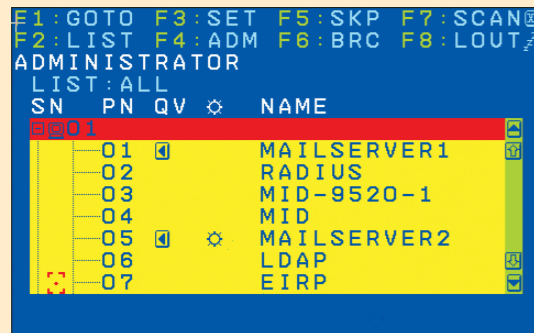 F1:GOTO F3:SET F5:SKP F7:SCAN
F2:LIST F4:ADM F6:BRC F8:LOUT
ADMINISTRATOR
LIST:ALL
SN PN QV NAME
01
01 MAILSERVER1
02 RADIUS
03 MID-9520-1
04 MID
05 MAILSERVER2
06 LDAP
07 EIRP